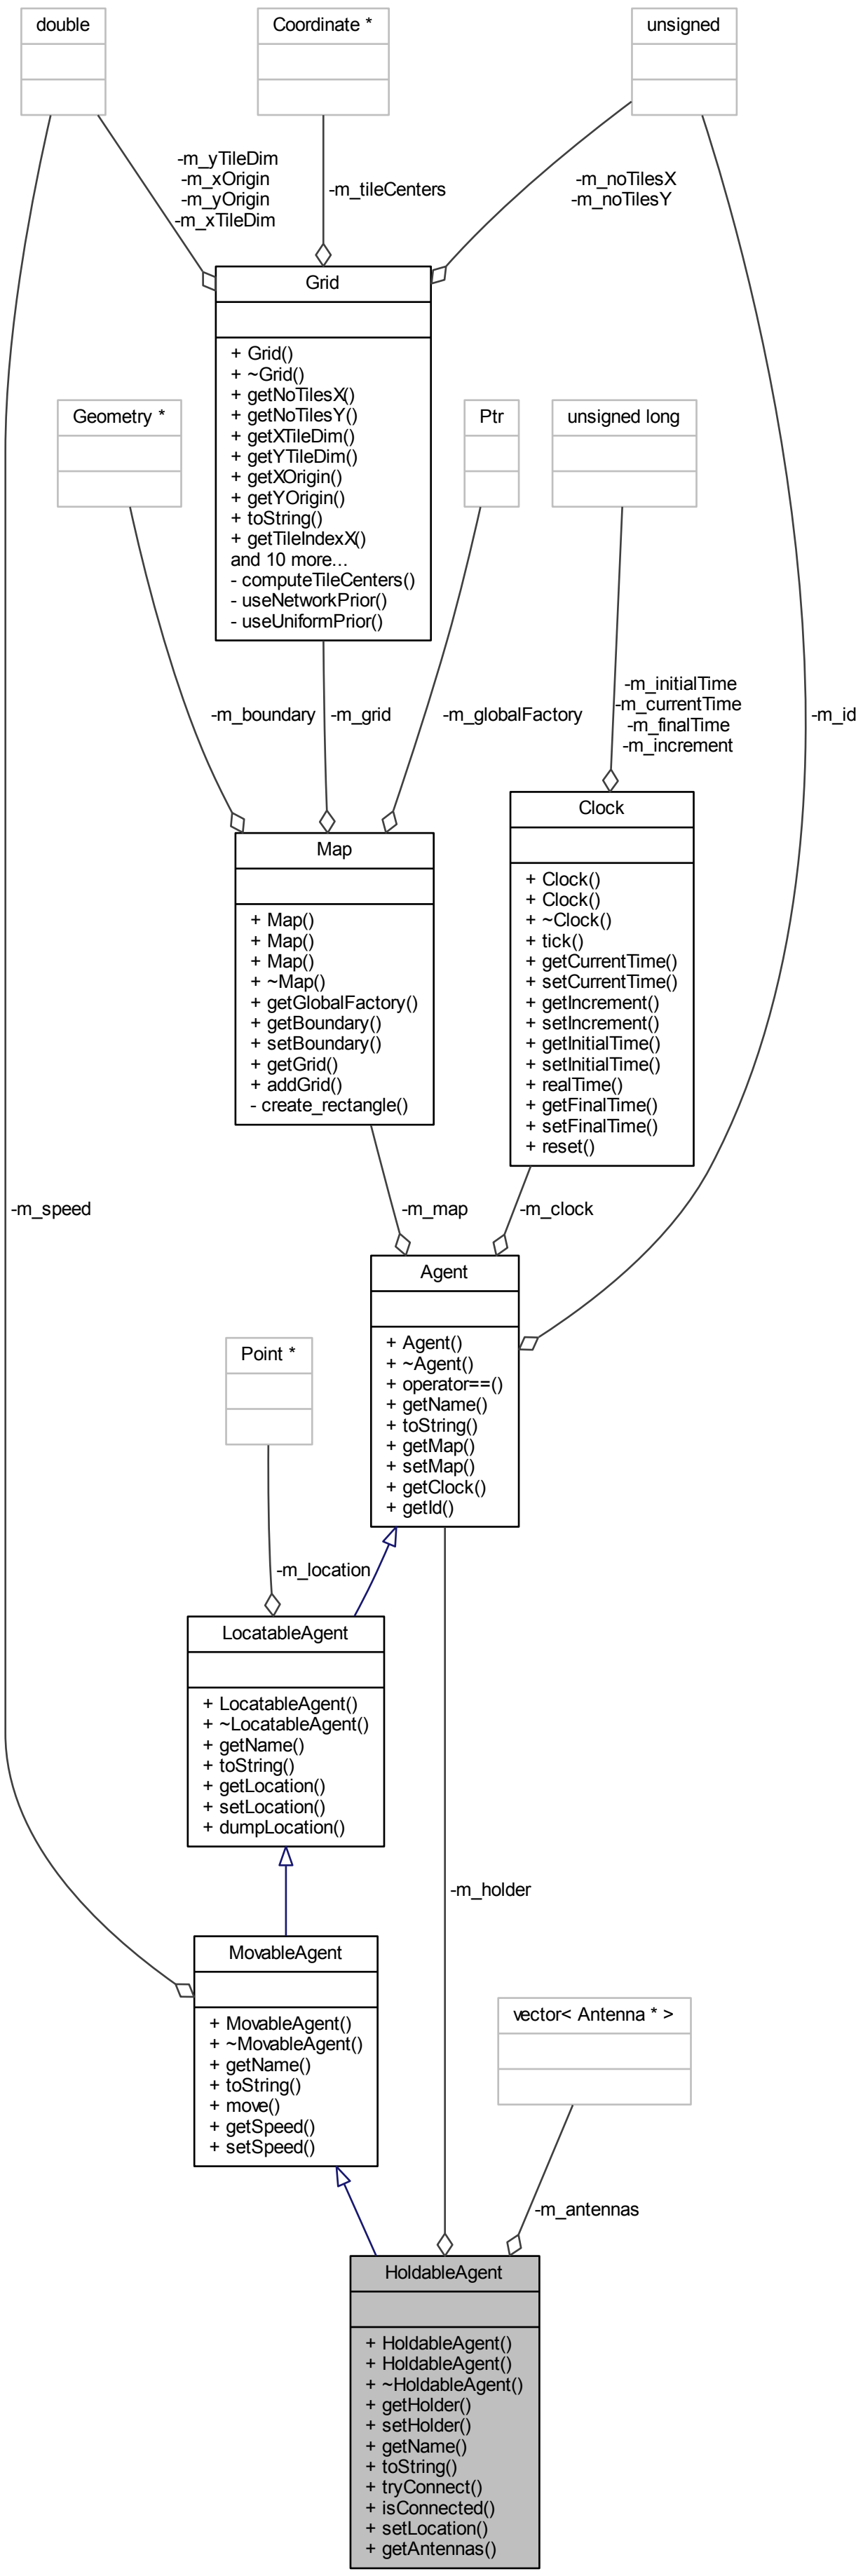 double
Coordinate *
unsigned
-m_yTileDim
-m_xOrigin
-m_yOrigin
-m_xTileDim
-m_tileCenters
-m_noTilesX
-m_noTilesY
Grid
+ Grid()
+ ~Grid()
+ getNoTilesX()
+ getNoTilesY()
+ getXTileDim()
+ getYTileDim()
+ getXOrigin()
+ getYOrigin()
+ toString()
+ getTileIndexX()
and 10 more...
- computeTileCenters()
- useNetworkPrior()
- useUniformPrior()
Geometry *
Ptr
unsigned long
-m_boundary
-m_grid
-m_globalFactory
-m_initialTime
-m_currentTime
-m_finalTime
-m_increment
-m_id
Map
+ Map()
+ Map()
+ Map()
+ ~Map()
+ getGlobalFactory()
+ getBoundary()
+ setBoundary()
+ getGrid()
+ addGrid()
- create_rectangle()
Clock
+ Clock()
+ Clock()
+ ~Clock()
+ tick()
+ getCurrentTime()
+ setCurrentTime()
+ getIncrement()
+ setIncrement()
+ getInitialTime()
+ setInitialTime()
+ realTime()
+ getFinalTime()
+ setFinalTime()
+ reset()
-m_speed
-m_map
-m_clock
Agent
+ Agent()
+ ~Agent()
+ operator==()
+ getName()
+ toString()
+ getMap()
+ setMap()
+ getClock()
+ getId()
Point *
-m_location
LocatableAgent
+ LocatableAgent()
+ ~LocatableAgent()
+ getName()
+ toString()
+ getLocation()
+ setLocation()
+ dumpLocation()
-m_holder
MovableAgent
+ MovableAgent()
+ ~MovableAgent()
+ getName()
+ toString()
+ move()
+ getSpeed()
+ setSpeed()
vector< Antenna * >
-m_antennas
HoldableAgent
+ HoldableAgent()
+ HoldableAgent()
+ ~HoldableAgent()
+ getHolder()
+ setHolder()
+ getName()
+ toString()
+ tryConnect()
+ isConnected()
+ setLocation()
+ getAntennas()